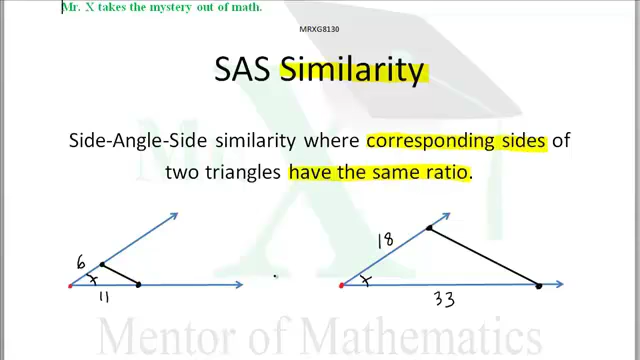 Mr. X takes the mystery out of math.
MRXG8130
SAS Similarity
Side-Angle-Side similarity where corresponding sides of
two triangles have the same ratio.
6
x
11
18
x
33
Mr. X
Mentor of Mathematics